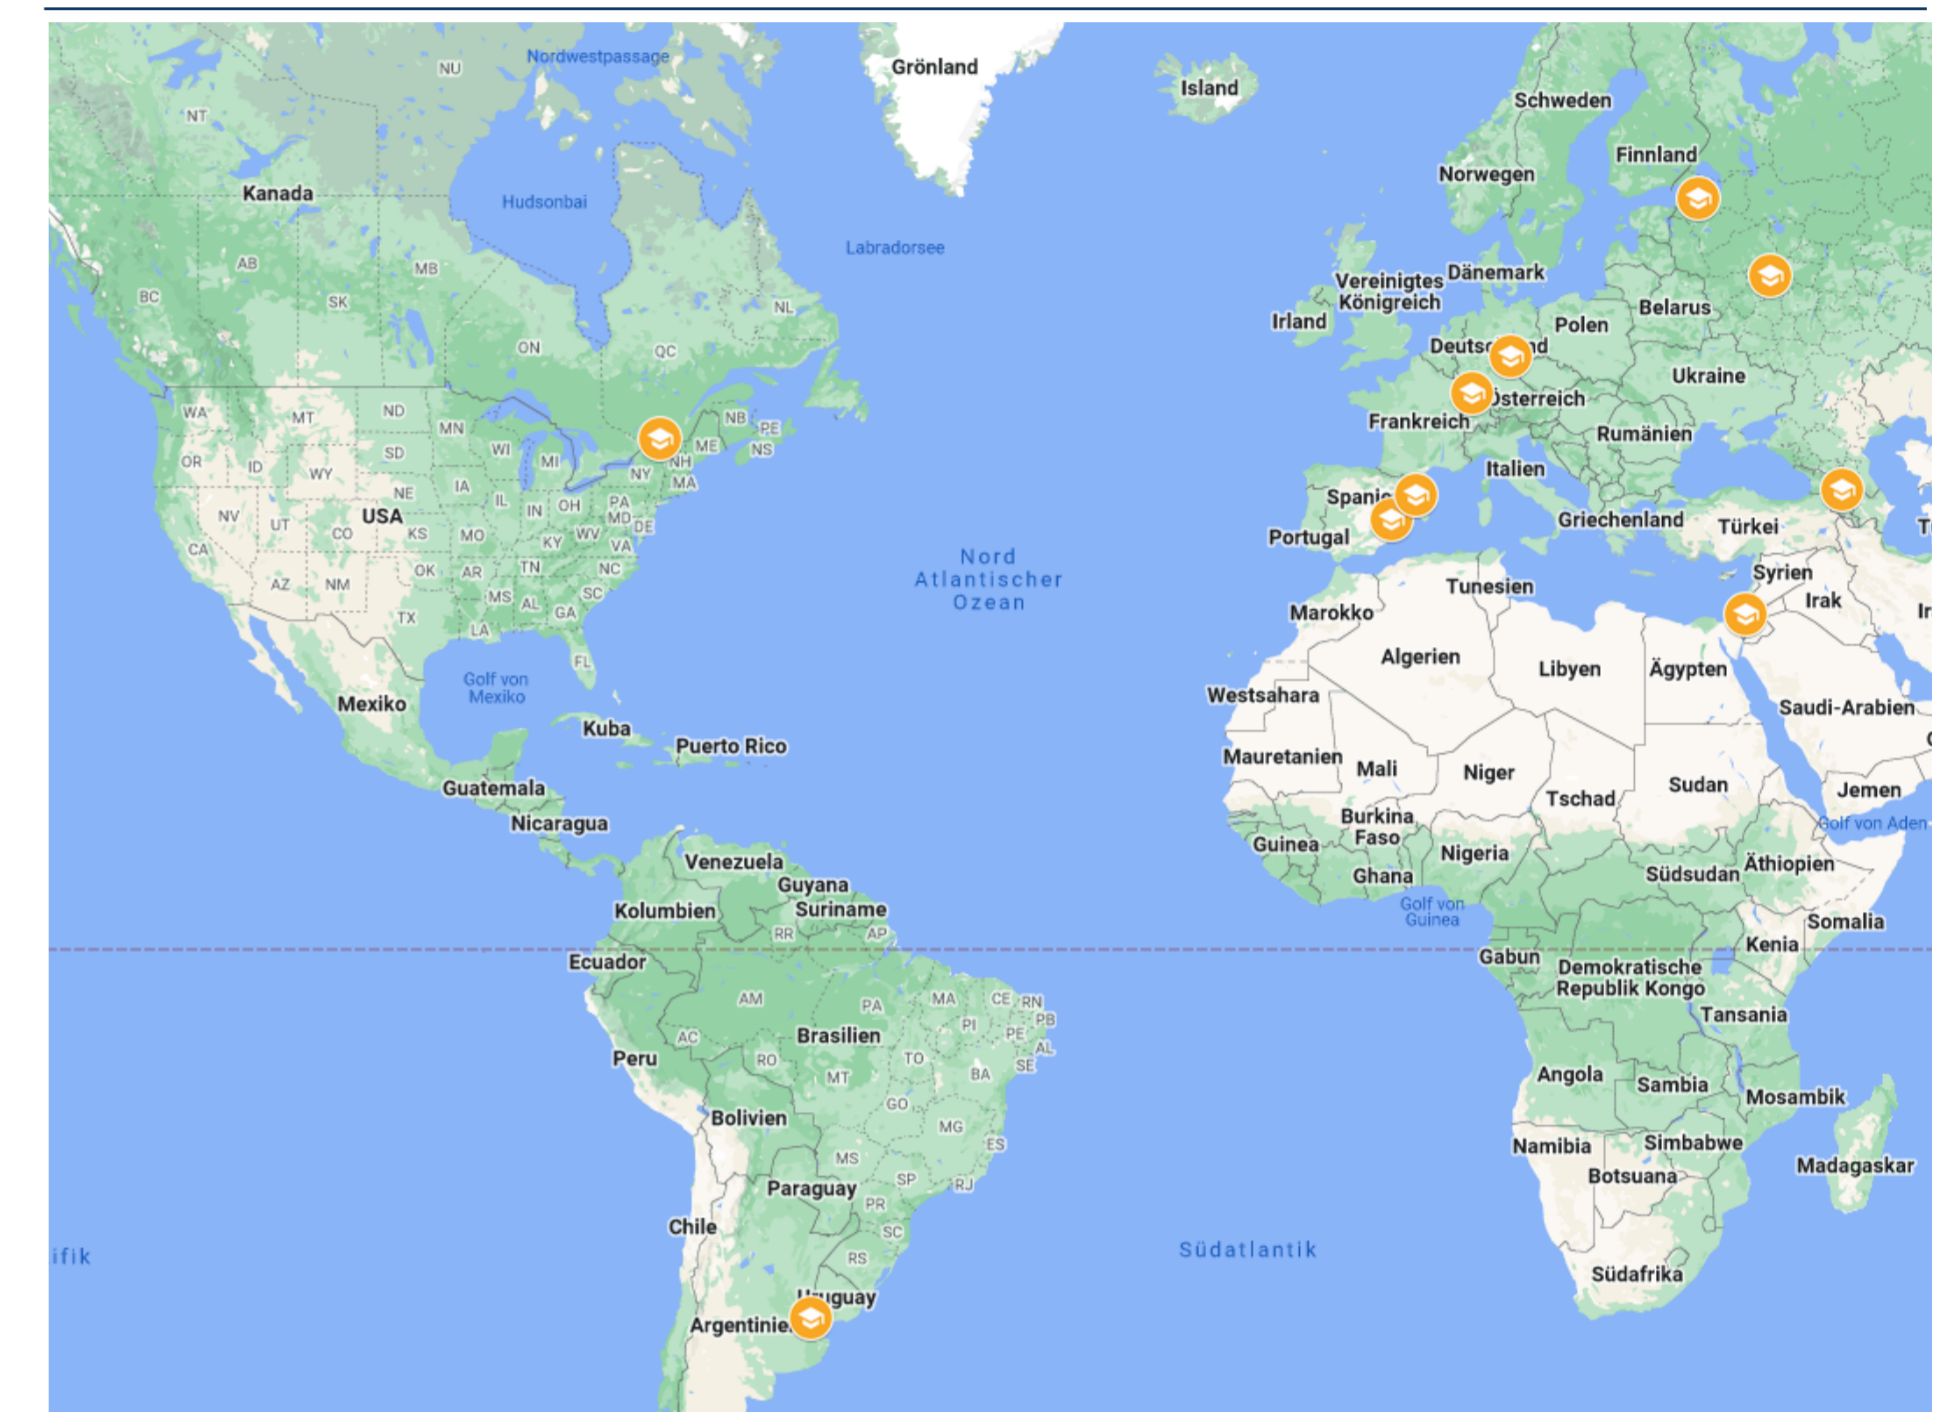 Nordwestpassage
NU
Grönland
Island
NT
Schweden
Finnland
Norwegen
Kanada
Hudsonbai
Labradorsee
AB
MB
BC
SK
NL
Vereinigtes
Königreich
Dänemark
Belarus
Irland
Polen
ON
QC
Ukraine
Österreich
Frankreich
Rumänien
WA
MT
ND
MN
NB
PE
NS
ME
SD
WI
MI
OR
ID
WY
NY
NH
MA
Italien
NE
IA
IL
IN
OH
PA
MD
DE
NV
UT
CO
USA
KS
MO
KY
WV
VA
CA
Portugal
Griechenland
Türkei
AZ
NM
OK
AR
TN
NC
SC
MS
AL
GA
TX
LA
FL
Nord
Atlantischer
Ozean
Syrien
Irak
Tunesien
Marokko
Algerien
Libyen
Ägypten
Golf von
Mexiko
Mexiko
Westsahara
Saudi-Arabien
Kuba
Puerto Rico
Mauretanien
Mali
Niger
Tschad
Sudan
Jemen
Guatemala
Nicaragua
Burkina
Faso
Golf von Aden
Guinea
Nigeria
Äthiopien
Ghana
Südsudan
Venezuela
Guyana
Kolumbien
Suriname
Golf von
Guinea
Somalia
RR
AP
Kenia
Ecuador
Gabun
Demokratische
Republik Kongo
AM
PA
MA
CE
RN
PB
PI
PE
AL
SE
Tansania
AC
Brasilien
Peru
RO
TO
MT
BA
Angola
Sambia
Mosambik
GO
Bolivien
MG
ES
Namibia
Simbabwe
MS
Botsuana
Madagaskar
Paraguay
SP
RJ
PR
Chile
SC
Südatlantik
RS
ifik
Südafrika
Uruguay